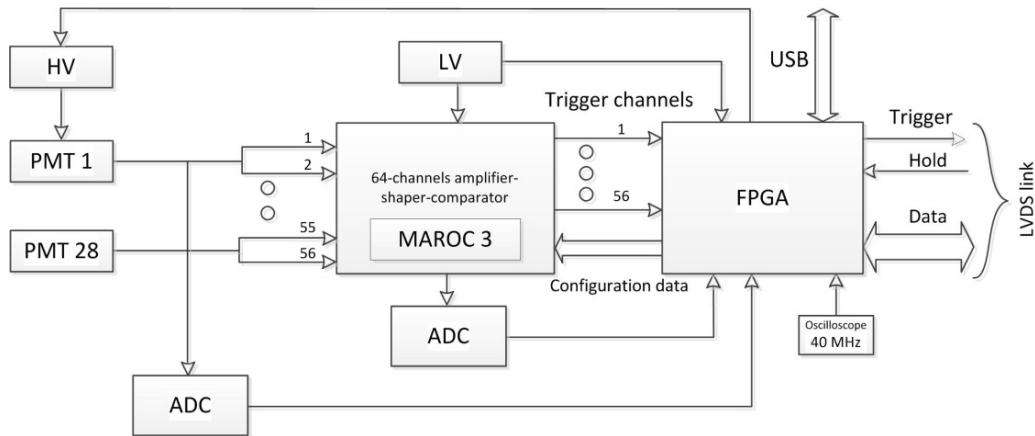 HV
LV
USB
Trigger channels
Trigger
PMT 1
1
2
64-channels amplifier-
shaper-comparator
1
FPGA
Hold
LVDS link
PMT 28
55
56
MAROC 3
56
Data
Configuration data
ADC
Oscilloscope
40 MHz
ADC